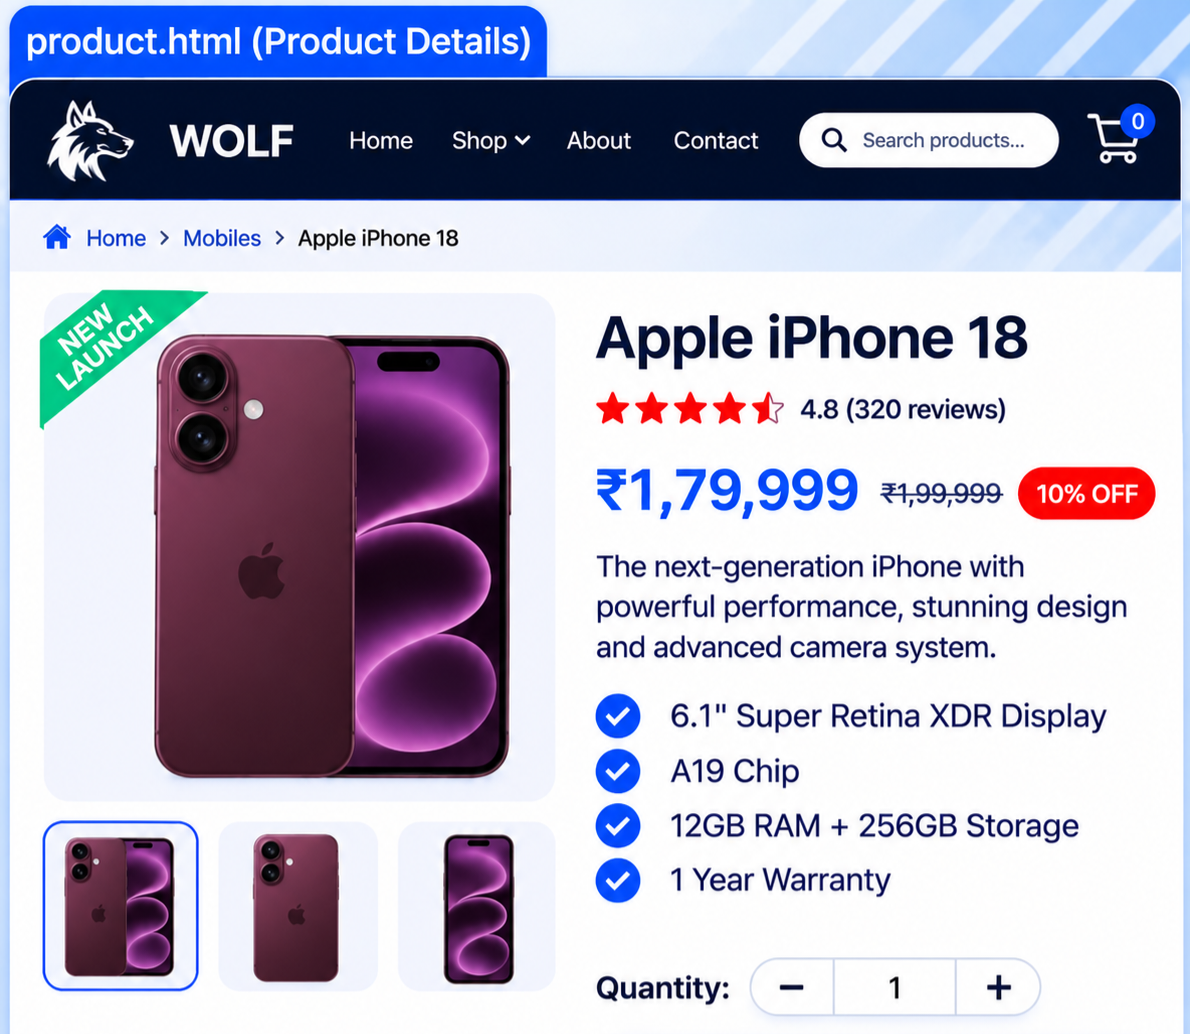 product.html (Product Details)
WOLF
Home
Shop
About
Contact
Search products...
0
Home > Mobiles > Apple iPhone 18
NEW
LAUNCH
Apple iPhone 18
4.8 (320 reviews)
₹1,79,999 ₹1,99,999 10% OFF
The next-generation iPhone with
powerful performance, stunning design
and advanced camera system.
6.1" Super Retina XDR Display
A19 Chip
12GB RAM + 256GB Storage
1 Year Warranty
Quantity: − 1 +